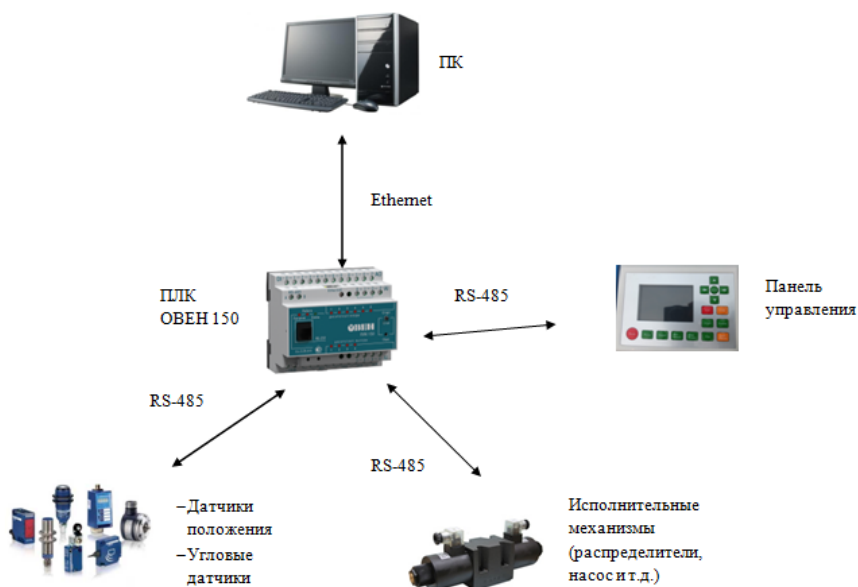 ПК
Ethernet
ПЛК
ОВЕН 150
RS-485
Панель
управления
RS-485
RS-485
–Датчики
положения
–Угловые
датчики
Исполнительные
механизмы
(распределители,
насос и т.д.)